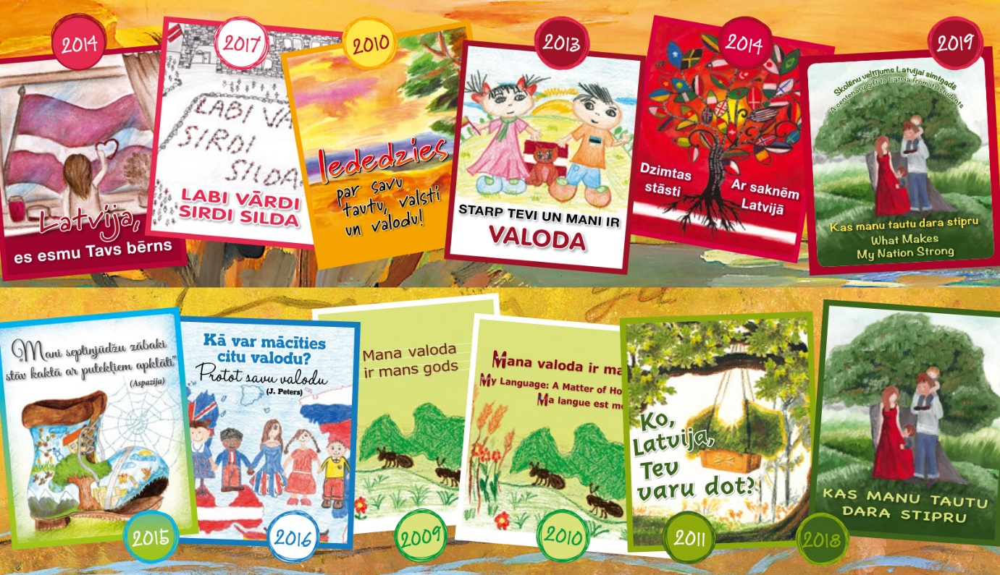 2014
Latvija,
es esmu Tavs bērns
2017
LABI VĀ
SIRDI
SILDA
LABI VĀRDI
SIRDI SILDA
2010
Iededzies
par savu
tautu, valsti
un valodu!
2013
STARP TEVI UN MANI IR
VALODA
2014
Dzimtas
stāsti
Ar saknēm
Latvijā
2019
Skolēnu veltījums Latvijai simtgadē
A centenary gift to Latvia from its students
Kas manu tautu dara stipru
What Makes
My Nation Strong
"Mani septiņjūdžu zābaki
stāv kaktā ar putekļiem apklāti"
(Aspazija)
2015
Kā var mācīties
citu valodu?
Protot savu valodu
(J. Peters)
2016
Mana valoda
ir mans gods
2009
Mana valoda ir ma
My Language: A Matter of Ho
Ma langue est mo
2010
Ko,
Latvija,
Tev
varu dot?
2011
KAS MANU TAUTU
DARA STIPRU
2018